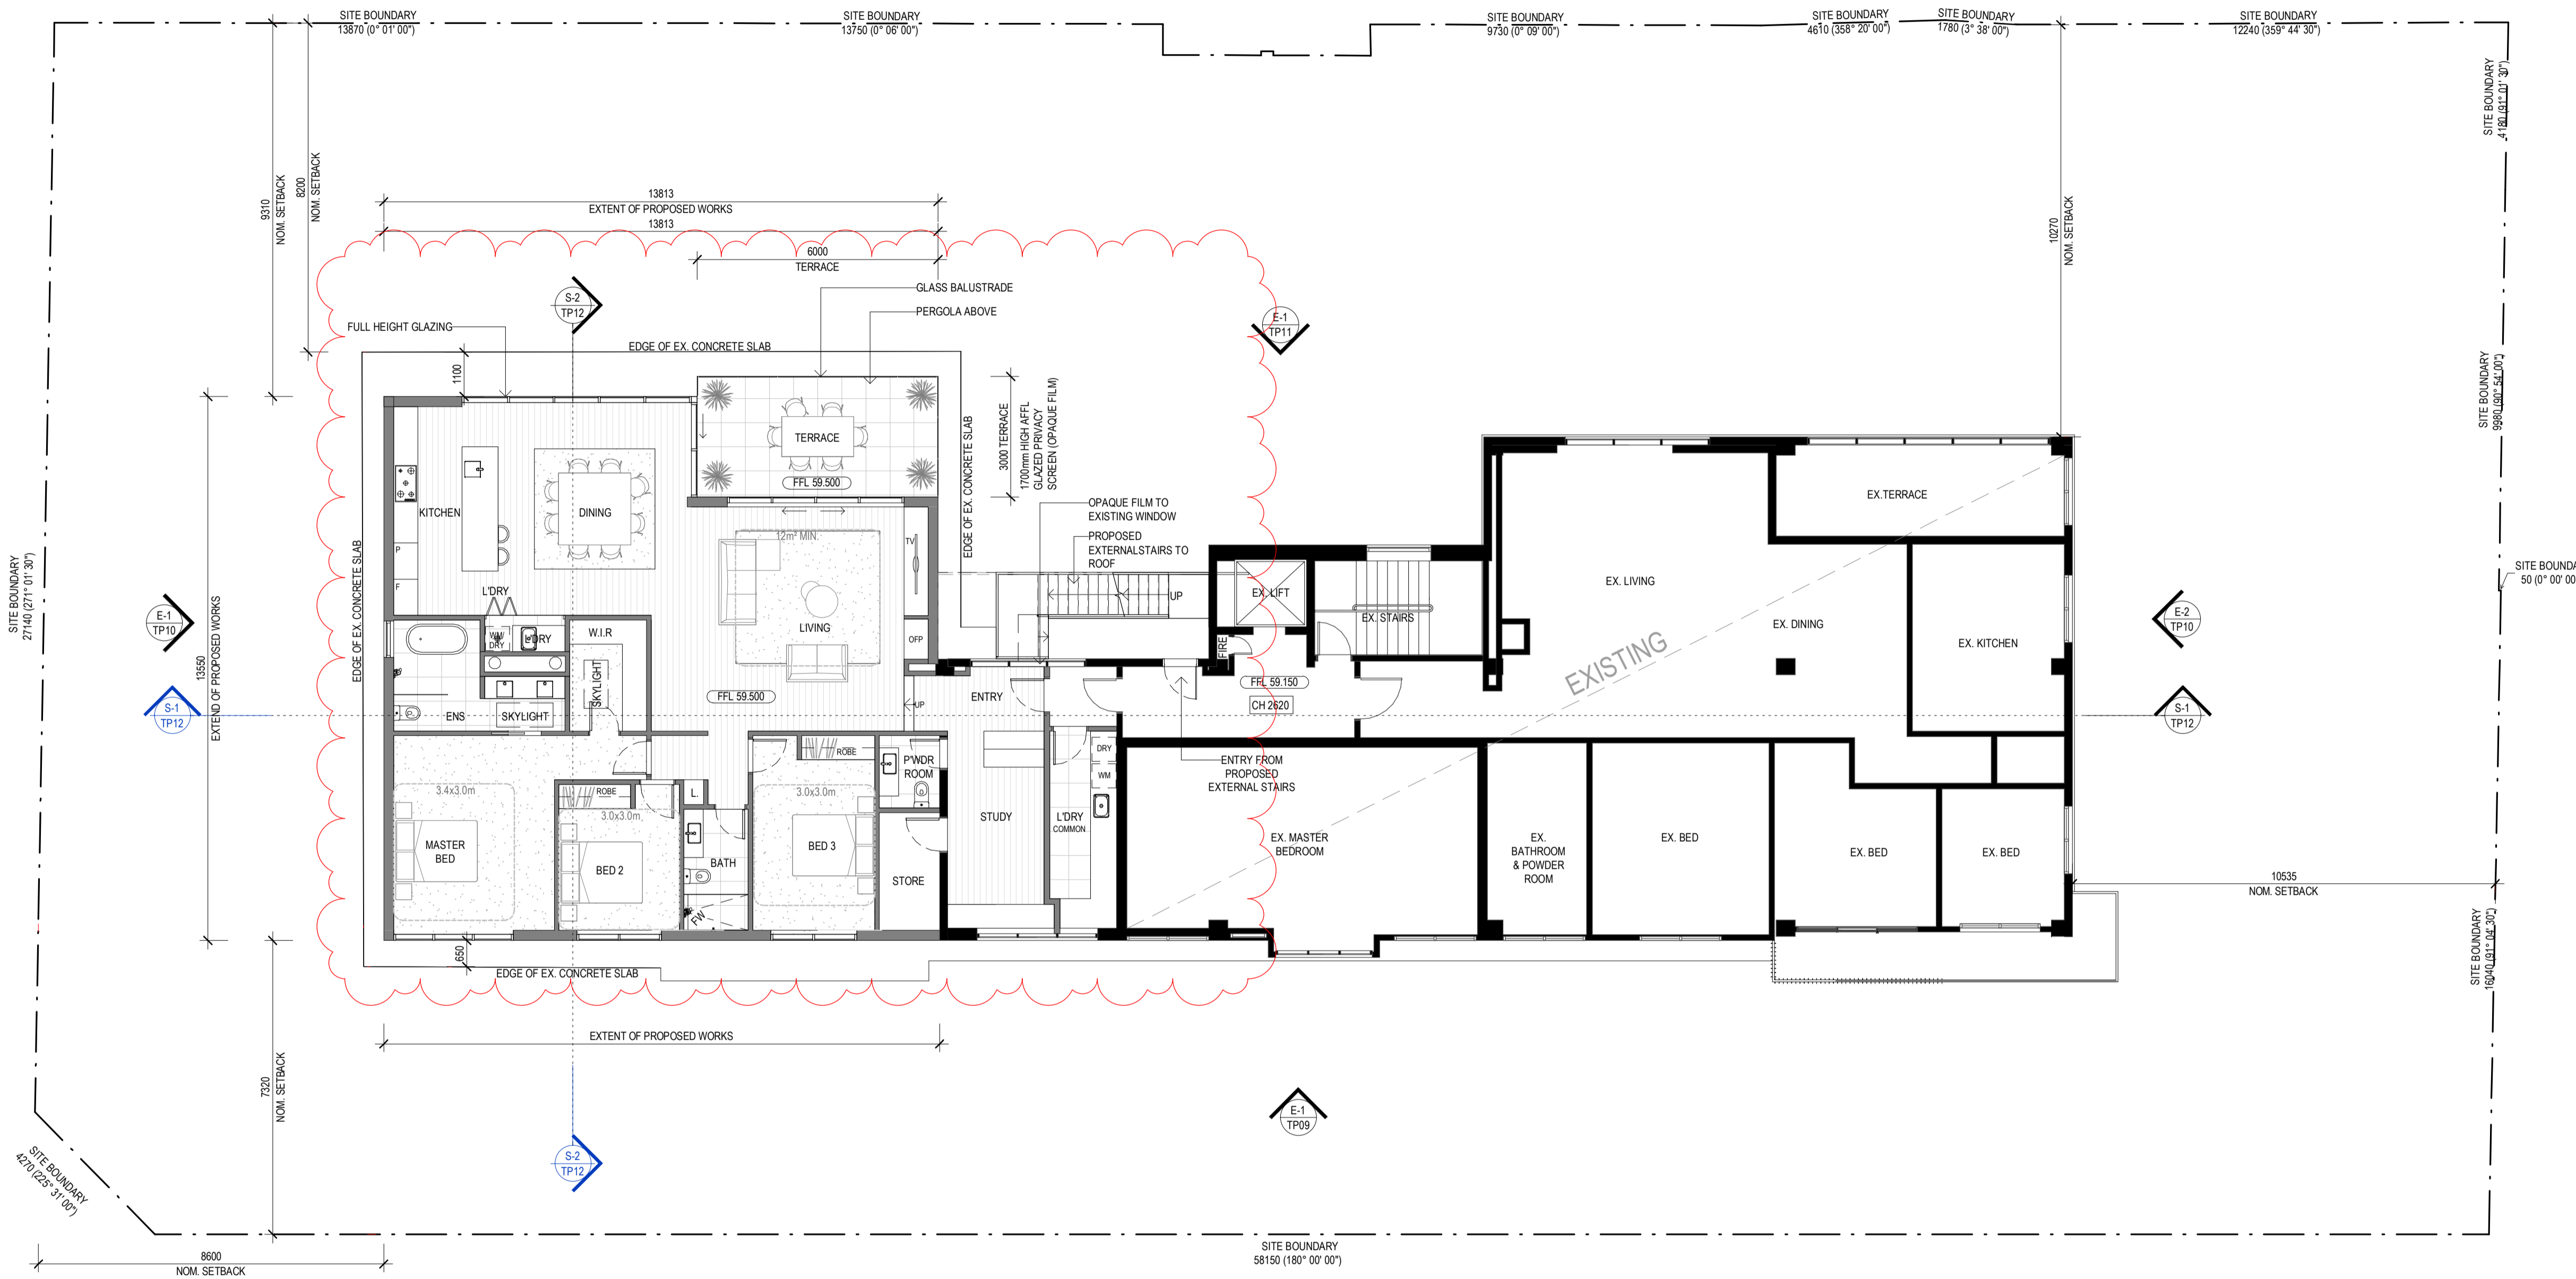 SITE BOUNDARY
13870 (0° 01' 00")
SITE BOUNDARY
13750 (0° 06' 00")
SITE BOUNDARY
9730 (0° 09' 00")
SITE BOUNDARY
4610 (358° 20' 00")
SITE BOUNDARY
1780 (3° 38' 00")
SITE BOUNDARY
12240 (359° 44' 30")
SITE BOUNDARY
4180 (91° 01' 30")
9310
NOM. SETBACK
8200
NOM. SETBACK
10270
NOM. SETBACK
13813
EXTENT OF PROPOSED WORKS
13813
6000
TERRACE
GLASS BALUSTRADE
PERGOLA ABOVE
S-2
TP12
E-1
TP11
FULL HEIGHT GLAZING
EDGE OF EX. CONCRETE SLAB
1100
3000 TERRACE
1700mm HIGH AFFL
GLAZED PRIVACY
SCREEN (OPAQUE FILM)
EDGE OF EX. CONCRETE SLAB
SITE BOUNDARY
9980 (90° 54' 00")
TERRACE
FFL 59.500
KITCHEN
DINING
P
F
12m² MIN.
TV
OPAQUE FILM TO
EXISTING WINDOW
PROPOSED
EXTERNALSTAIRS TO
ROOF
UP
EX. LIFT
EX. STAIRS
FIRE
EX.TERRACE
EX. LIVING
EX. DINING
EX. KITCHEN
EXISTING
SITE BOUNDA
50 (0° 00' 00
SITE BOUNDARY
27140 (271° 01' 30")
E-1
TP10
E-2
TP10
13550
EXTEND OF PROPOSED WORKS
EDGE OF EX. CONCRETE SLAB
L'DRY
WM/
DRY
L'DRY
W.I.R
SKYLIGHT
LIVING
OFP
FFL 59.500
ENS
SKYLIGHT
UP
ENTRY
FFL 59.150
CH 2620
S-1
TP12
S-1
TP12
ROBE
P'WDR
ROOM
DRY
WM
ENTRY FROM
PROPOSED
EXTERNAL STAIRS
3.4x3.0m
ROBE
3.0x3.0m
L.
3.0x3.0m
MASTER
BED
BED 2
BATH
FW
BED 3
STORE
STUDY
L'DRY
COMMON
EX. MASTER
BEDROOM
EX.
BATHROOM
& POWDER
ROOM
EX. BED
EX. BED
EX. BED
10535
NOM. SETBACK
650
EDGE OF EX. CONCRETE SLAB
SITE BOUNDARY
16040 (91° 04' 30")
EXTENT OF PROPOSED WORKS
7320
NOM. SETBACK
E-1
TP09
S-2
TP12
SITE BOUNDARY
4270 (225° 31' 00")
8600
NOM. SETBACK
SITE BOUNDARY
58150 (180° 00' 00")